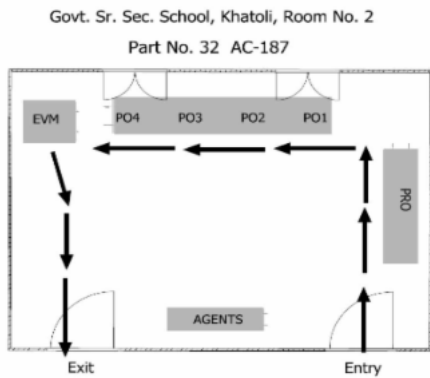 Govt. Sr. Sec. School, Khatoli, Room No. 2
Part No. 32 AC-187
EVM PO4 PO3 PO2 PO1
PRO
AGENTS
Exit Entry